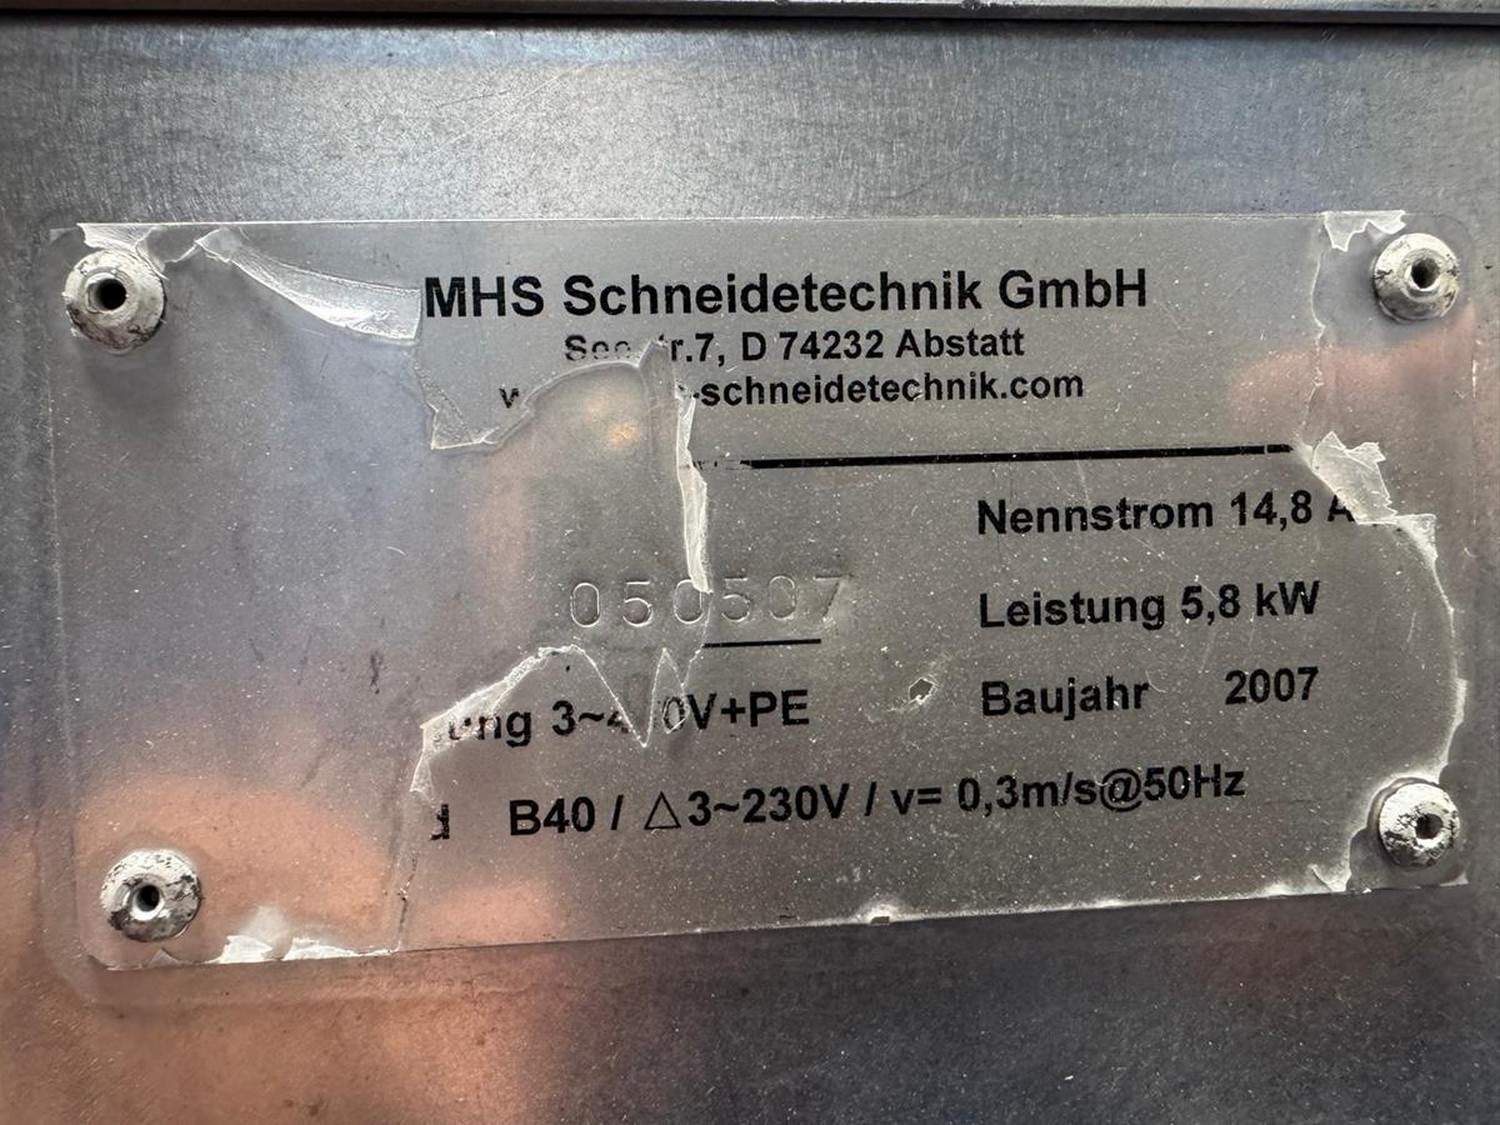 MHS Schneidetechnik GmbH
7, D 74232 Abstatt
-schneidetechnik.com
Nennstrom 14,8 A
050507
Leistung 5,8 kW
3~ 0V+PE
Baujahr 2007
B40 / △3~230V / v= 0,3m/s@50Hz